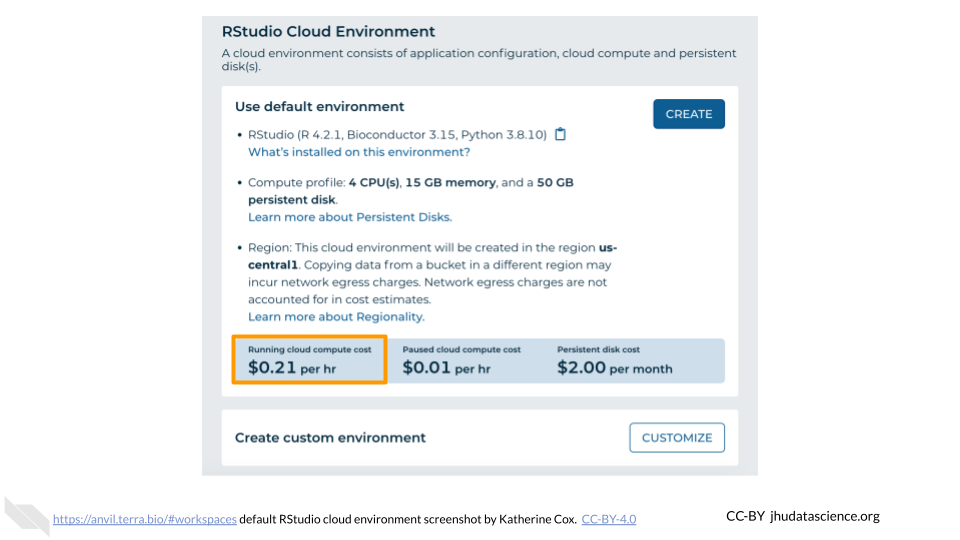 RStudio Cloud Environment
A cloud environment consists of application configuration, cloud compute and persistent
disk(s).
Use default environment
CREATE
• RStudio (R 4.2.1, Bioconductor 3.15, Python 3.8.10)
What's installed on this environment?
• Compute profile: 4 CPU(s), 15 GB memory, and a 50 GB
persistent disk.
Learn more about Persistent Disks.
• Region: This cloud environment will be created in the region us-
central1. Copying data from a bucket in a different region may
incur network egress charges. Network egress charges are not
accounted for in cost estimates.
Learn more about Regionality.
Running cloud compute cost
$0.21 per hr
Paused cloud compute cost
$0.01 per hr
Persistent disk cost
$2.00 per month
Create custom environment
CUSTOMIZE
https://anvil.terra.bio/#workspaces default RStudio cloud environment screenshot by Katherine Cox. CC-BY-4.0
CC-BY jhudatascience.org